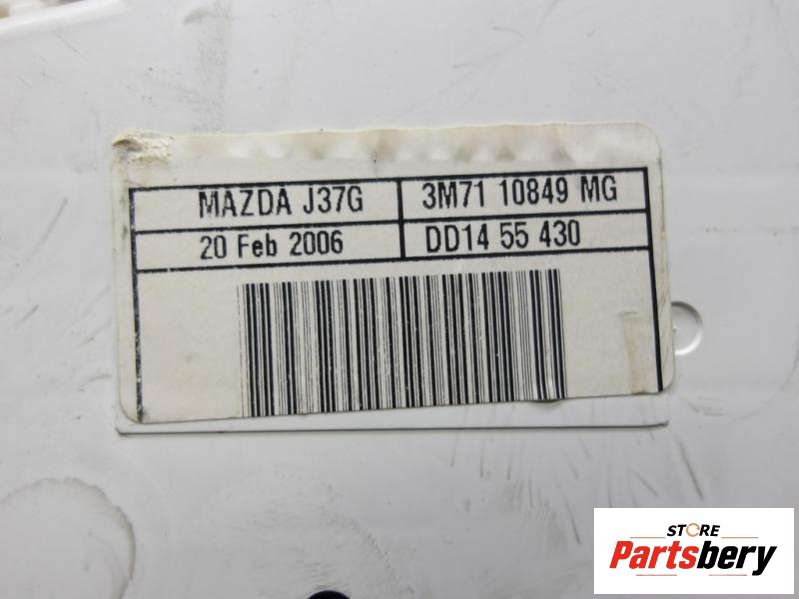 MAZDA J37G 3M71 10849 MG
20 Feb 2006 DD14 55 430
STORE
Partsbery